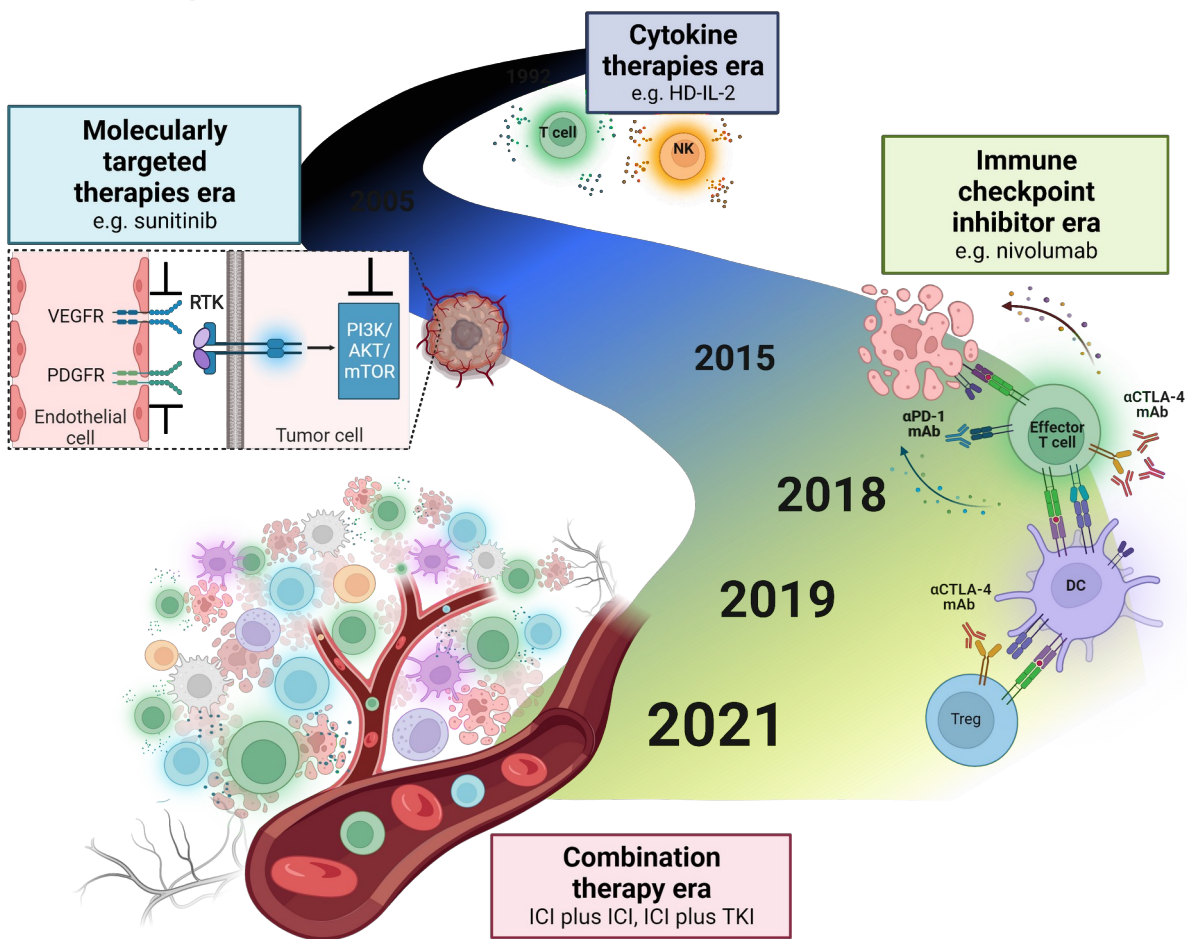 Cytokine
therapies era
e.g. HD-IL-2
1992
T cell
NK
Molecularly
targeted
therapies era
e.g. sunitinib
2005
VEGFR
PDGFR
Endothelial
cell
RTK
PI3K/
AKT/
mTOR
Tumor cell
Immune
checkpoint
inhibitor era
e.g. nivolumab
2015
αPD-1
mAb
Effector
T cell
αCTLA-4
mAb
2018
DC
2019
αCTLA-4
mAb
Treg
2021
Combination
therapy era
ICI plus ICI, ICI plus TKI